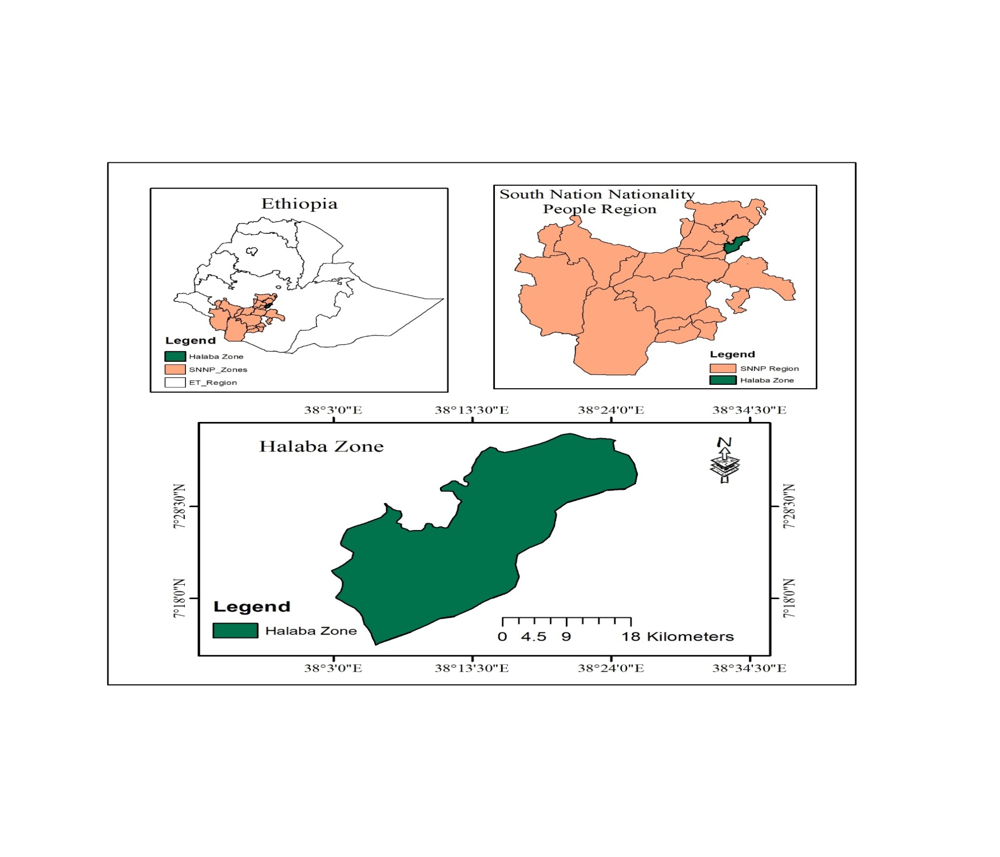 Ethiopia
Legend
Halaba Zone
SNNP_Zones
ET_Region
South Nation Nationality
People Region
Legend
SNNP Region
Halaba Zone
38°3'0"E 38°13'30"E 38°24'0"E 38°34'30"E
Halaba Zone
N
7°28'30"N 7°28'30"N
7°18'0"N 7°18'0"N
Legend
Halaba Zone
0 4.5 9 18 Kilometers
38°3'0"E 38°13'30"E 38°24'0"E 38°34'30"E